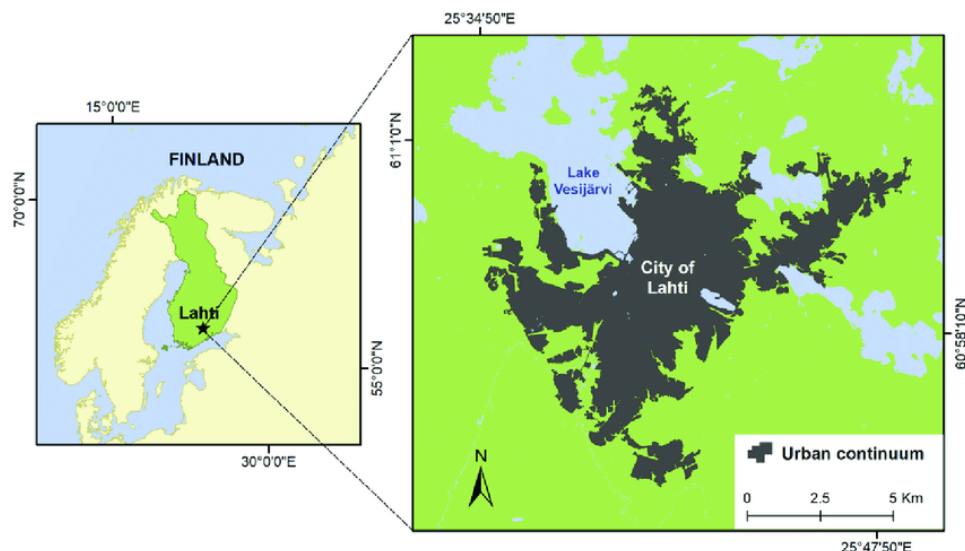 25°34'50"E
15°0'0"E
FINLAND
70°0'0"N
Lahti
55°0'0"N
30°0'0"E
61°1'0"N
Lake
Vesijärvi
City of
Lahti
60°58'10"N
N
Urban continuum
0 2.5 5 Km
25°47'50"E